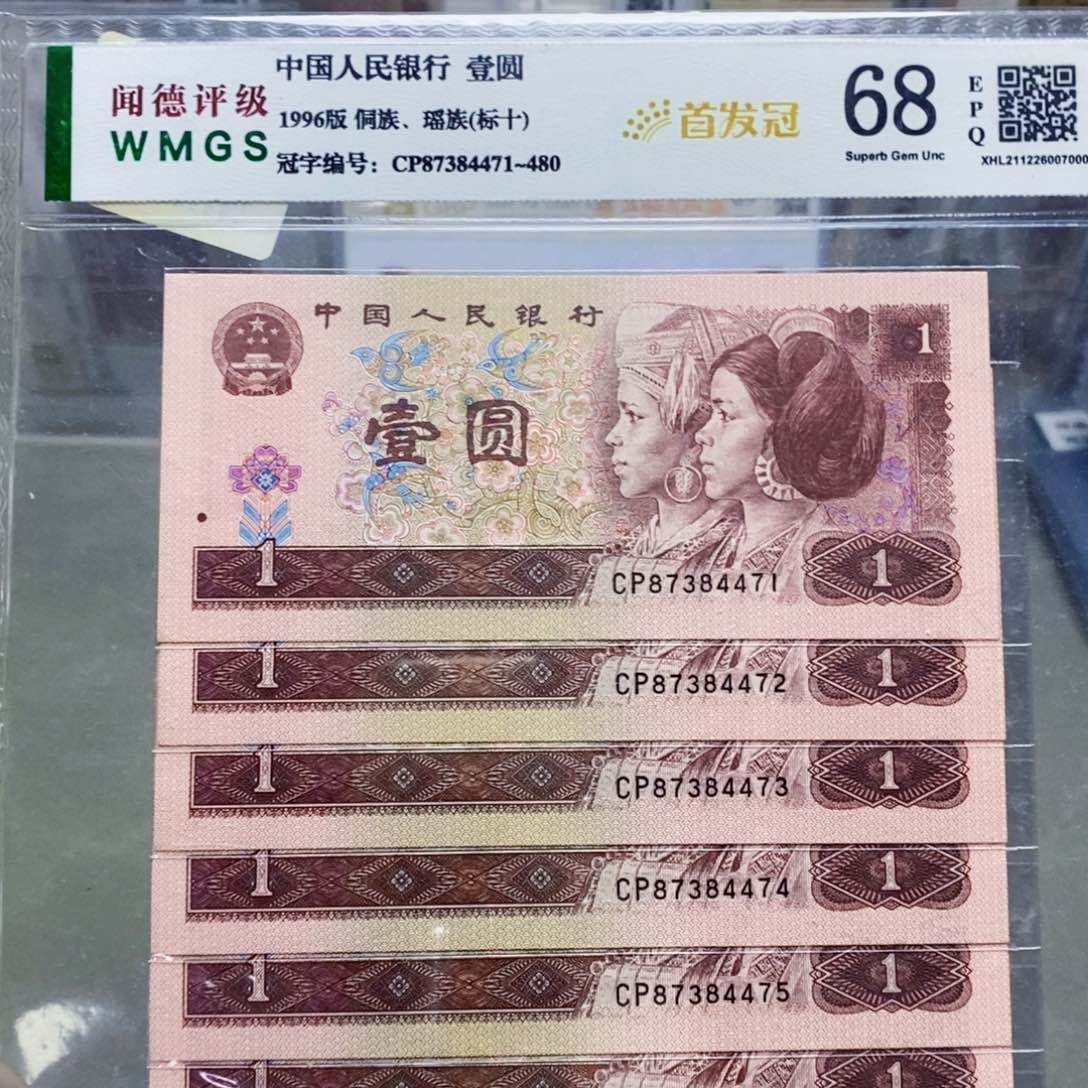 闻德评级
WMGS
中国人民银行 壹圆
1996版 侗族、瑶族(标十)
冠字编号：CP87384471~480
首发冠
68
EPQ
Superb Gem Unc
XHL211226007000
中国人民银行
1
壹圆
1
CP87384471
1
1
CP87384472
1
1
CP87384473
1
1
CP87384474
1
1
CP87384475
1
1
1